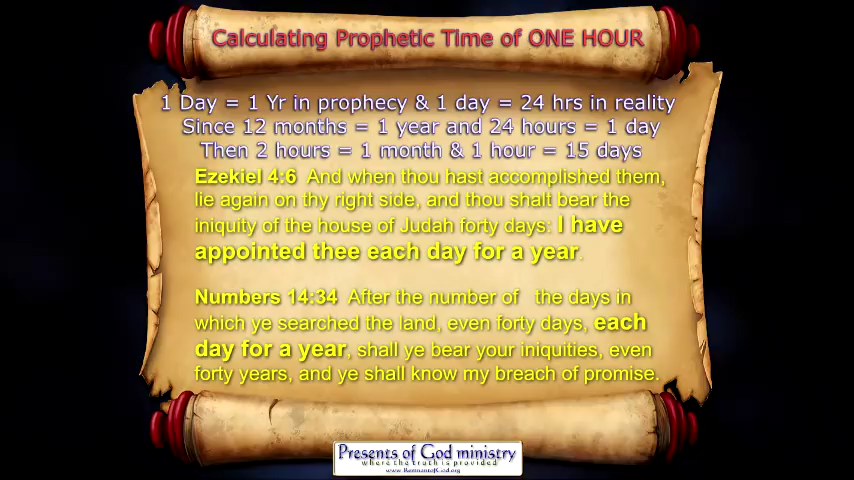 Calculating Prophetic Time of ONE HOUR
1 Day = 1 Yr in prophecy & 1 day = 24 hrs in reality
Since 12 months = 1 year and 24 hours = 1 day
Then 2 hours = 1 month & 1 hour = 15 days
Ezekiel 4:6 And when thou hast accomplished them,
lie again on thy right side, and thou shalt bear the
iniquity of the house of Judah forty days: I have
appointed thee each day for a year.
Numbers 14:34 After the number of the days in
which ye searched the land, even forty days, each
day for a year, shall ye bear your iniquities, even
forty years, and ye shall know my breach of promise.
Presents of God ministry
where the truth is provided
www.RemnantofGod.org